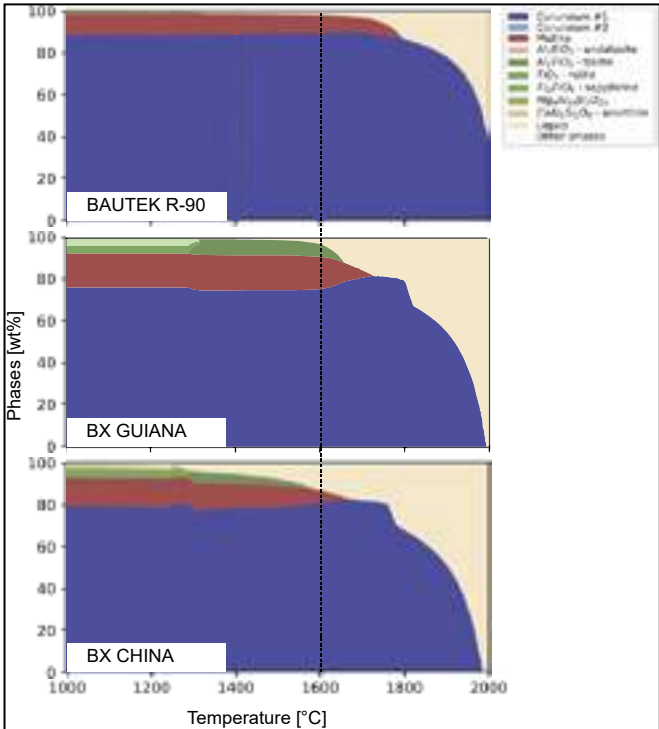 100
80
60
40
20
0
BAUTEK R-90
Corundum #1
Corundum #2
Mullite
Liquid
Other phases
100
80
60
40
20
0
BX GUIANA
Phases [wt%]
100
80
60
40
20
0
BX CHINA
1000 1200 1400 1600 1800 2000
Temperature [°C]